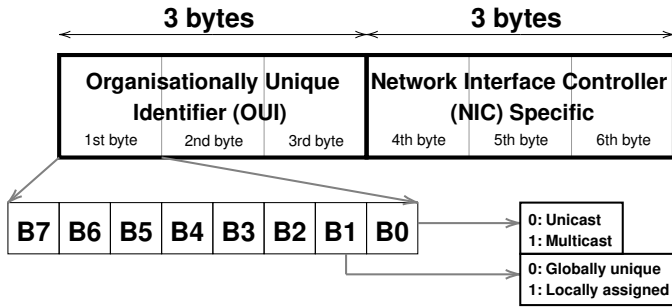 3 bytes 3 bytes
Organisationally Unique Network Interface Controller
Identifier (OUI) (NIC) Specific
1st byte 2nd byte 3rd byte 4th byte 5th byte 6th byte
B7 B6 B5 B4 B3 B2 B1 B0
0: Unicast
1: Multicast
0: Globally unique
1: Locally assigned